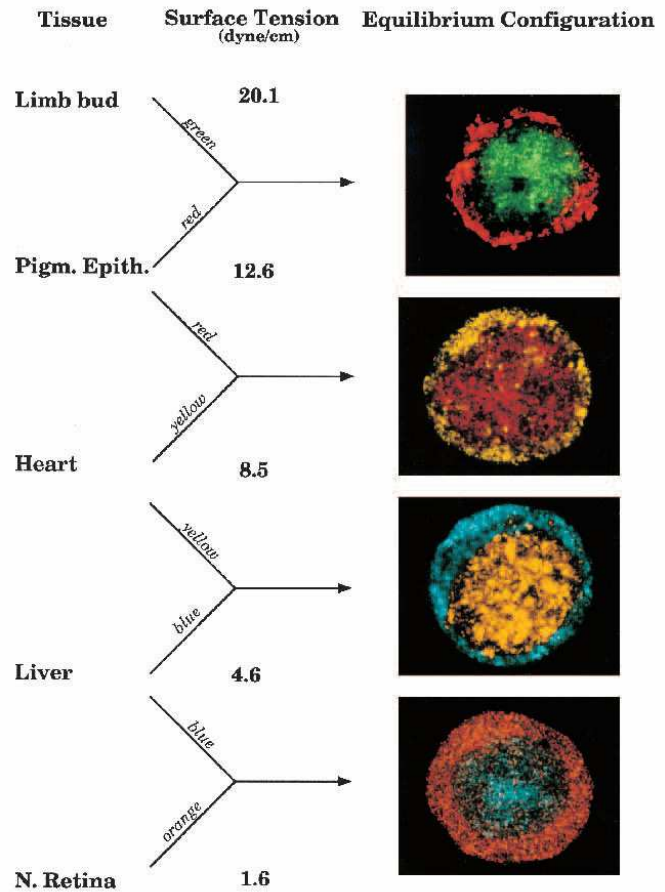 Tissue Surface Tension Equilibrium Configuration
(dyne/cm)
Limb bud 20.1
green
red
Pigm. Epith. 12.6
red
yellow
Heart 8.5
yellow
blue
Liver 4.6
blue
orange
N. Retina 1.6